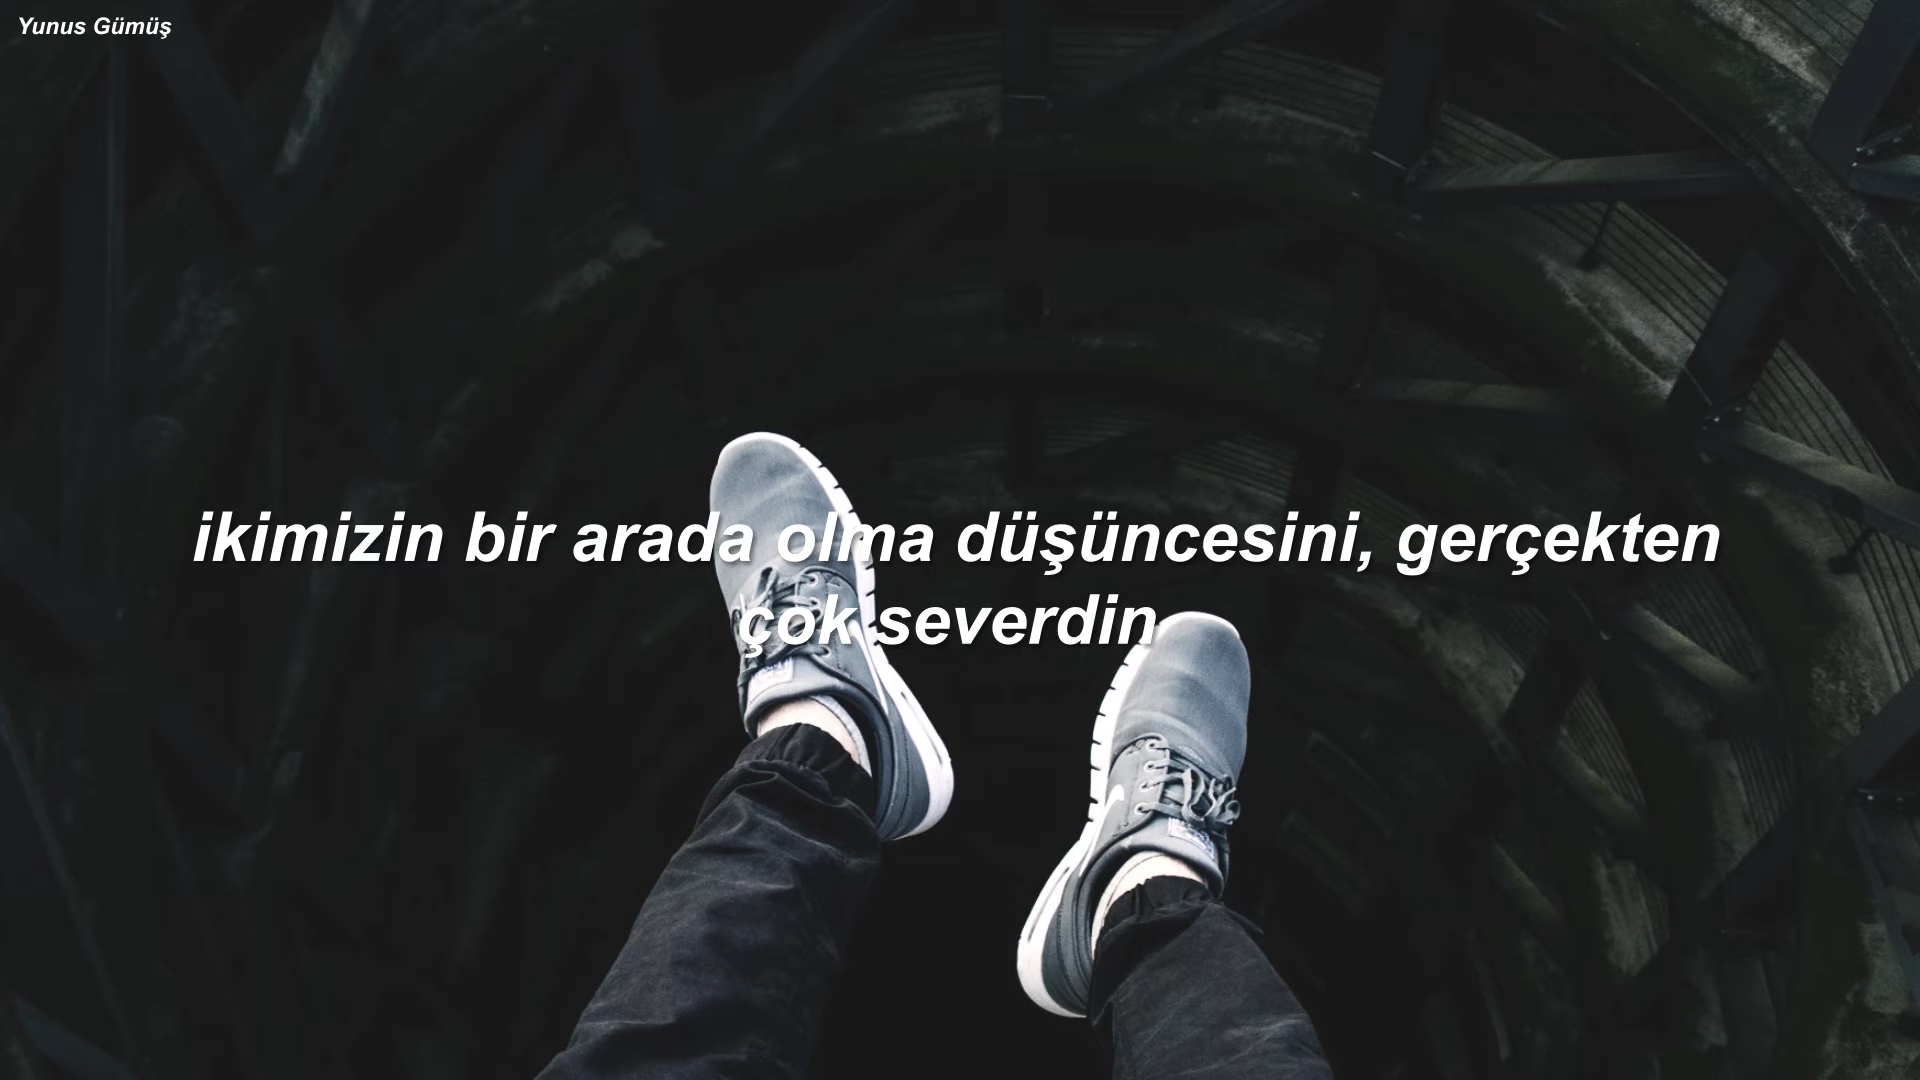 Yunus Gümüş
ikimizin bir arada olma düşüncesini, gerçekten
çok severdin